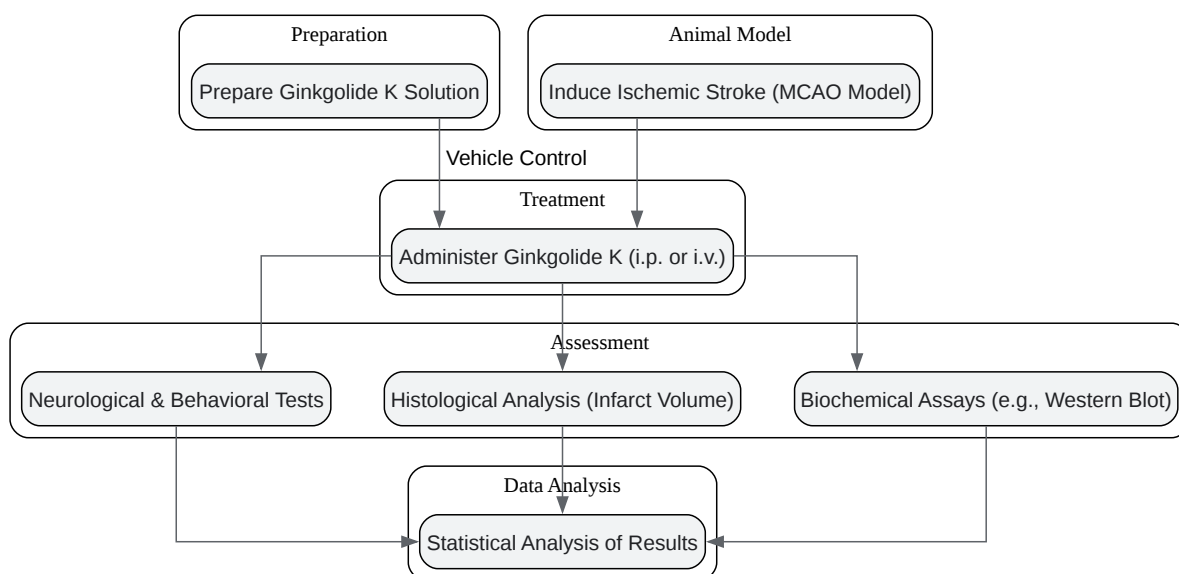 Preparation
Animal Model
Prepare Ginkgolide K Solution
Induce Ischemic Stroke (MCAO Model)
Vehicle Control
Treatment
Administer Ginkgolide K (i.p. or i.v.)
Assessment
Neurological & Behavioral Tests
Histological Analysis (Infarct Volume)
Biochemical Assays (e.g., Western Blot)
Data Analysis
Statistical Analysis of Results